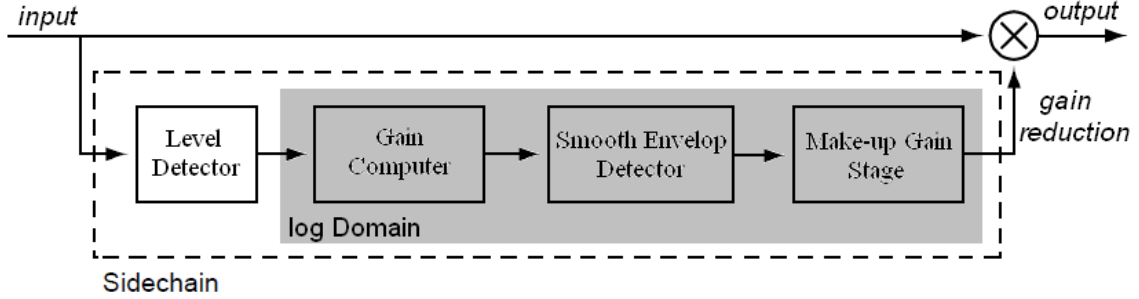 input
output
gain
reduction
Level
Detector
Gain
Computer
Smooth Envelop
Detector
Make-up Gain
Stage
log Domain
Sidechain